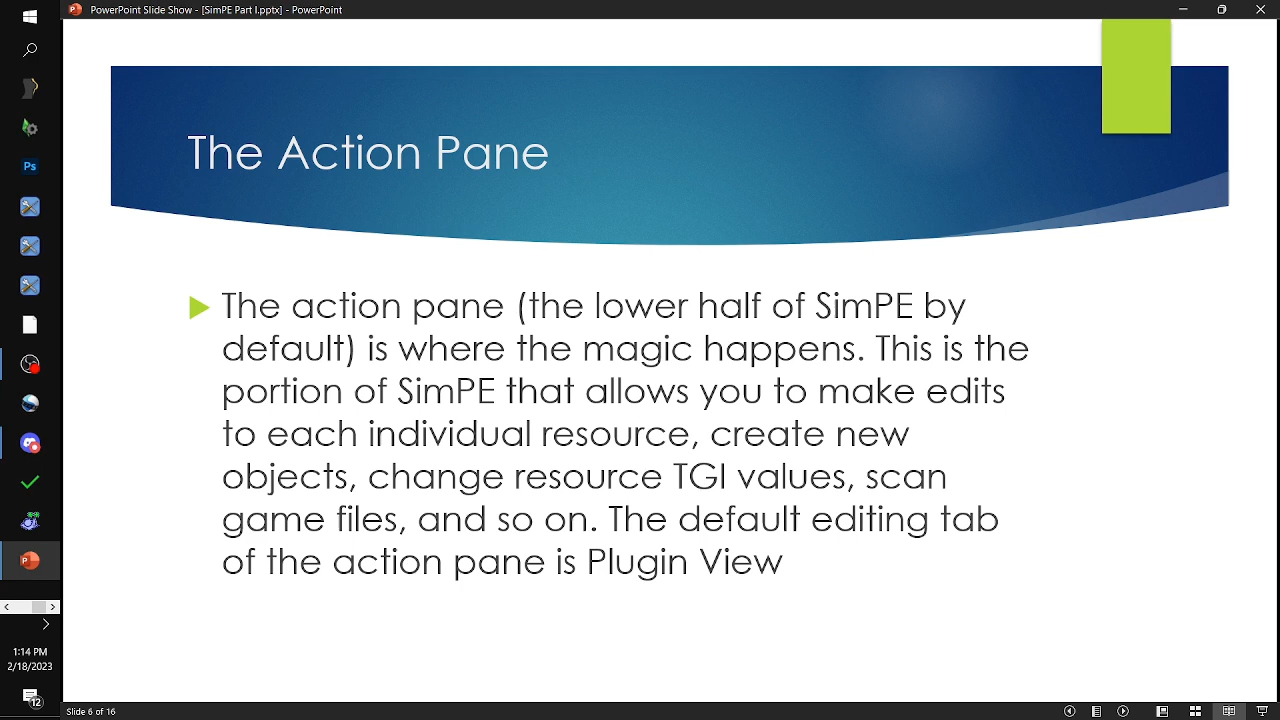 PowerPoint Slide Show - [SimPE Part I.pptx] - PowerPoint
The Action Pane
The action pane (the lower half of SimPE by
default) is where the magic happens. This is the
portion of SimPE that allows you to make edits
to each individual resource, create new
objects, change resource TGI values, scan
game files, and so on. The default editing tab
of the action pane is Plugin View
Ps
P
1:14 PM
2/18/2023
12
Slide 6 of 16